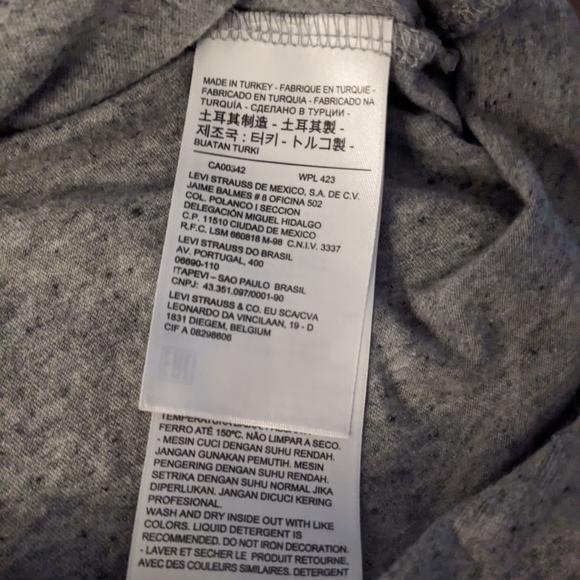 MADE IN TURKEY - FABRIQUE EN TURQUIE -
FABRICADO EN TURQUIA - FABRICADO NA
TURQUÍA - СДЕЛАНО В ТУРЦИИ -
土耳其制造 - 土耳其製 -
제조국 : 터키 - トルコ製 -
BUATAN TURKI
CA00342 WPL 423
LEVI STRAUSS DE MEXICO, S.A. DE C.V.
JAIME BALMES # 8 OFICINA 502
COL. POLANCO I SECCION
DELEGACIÓN MIGUEL HIDALGO
C.P. 11510 CIUDAD DE MEXICO
R.F.C. LSM 660818 M-98 C.N.I.V. 3337
LEVI STRAUSS DO BRASIL
AV. PORTUGAL, 400
06690-110
ITAPEVI – SAO PAULO BRASIL
CNPJ: 43.351.097/0001-90
LEVI STRAUSS & CO. EU SCA/CVA
LEONARDO DA VINCILAAN, 19 - D
1831 DIEGEM, BELGIUM
CIF A 08298606
TEMPERATURA
FERRO ATÉ 150ºC. NÃO LIMPAR A SECO.
- MESIN CUCI DENGAN SUHU RENDAH.
JANGAN GUNAKAN PEMUTIH. MESIN
PENGERING DENGAN SUHU RENDAH.
SETRIKA DENGAN SUHU NORMAL JIKA
DIPERLUKAN. JANGAN DICUCI KERING
PROFESIONAL.
WASH AND DRY INSIDE OUT WITH LIKE
COLORS. LIQUID DETERGENT IS
RECOMMENDED. DO NOT IRON DECORATION.
- LAVER ET SECHER LE PRODUIT RETOURNE,
AVEC DES COULEURS SIMILAIRES. DETERGENT